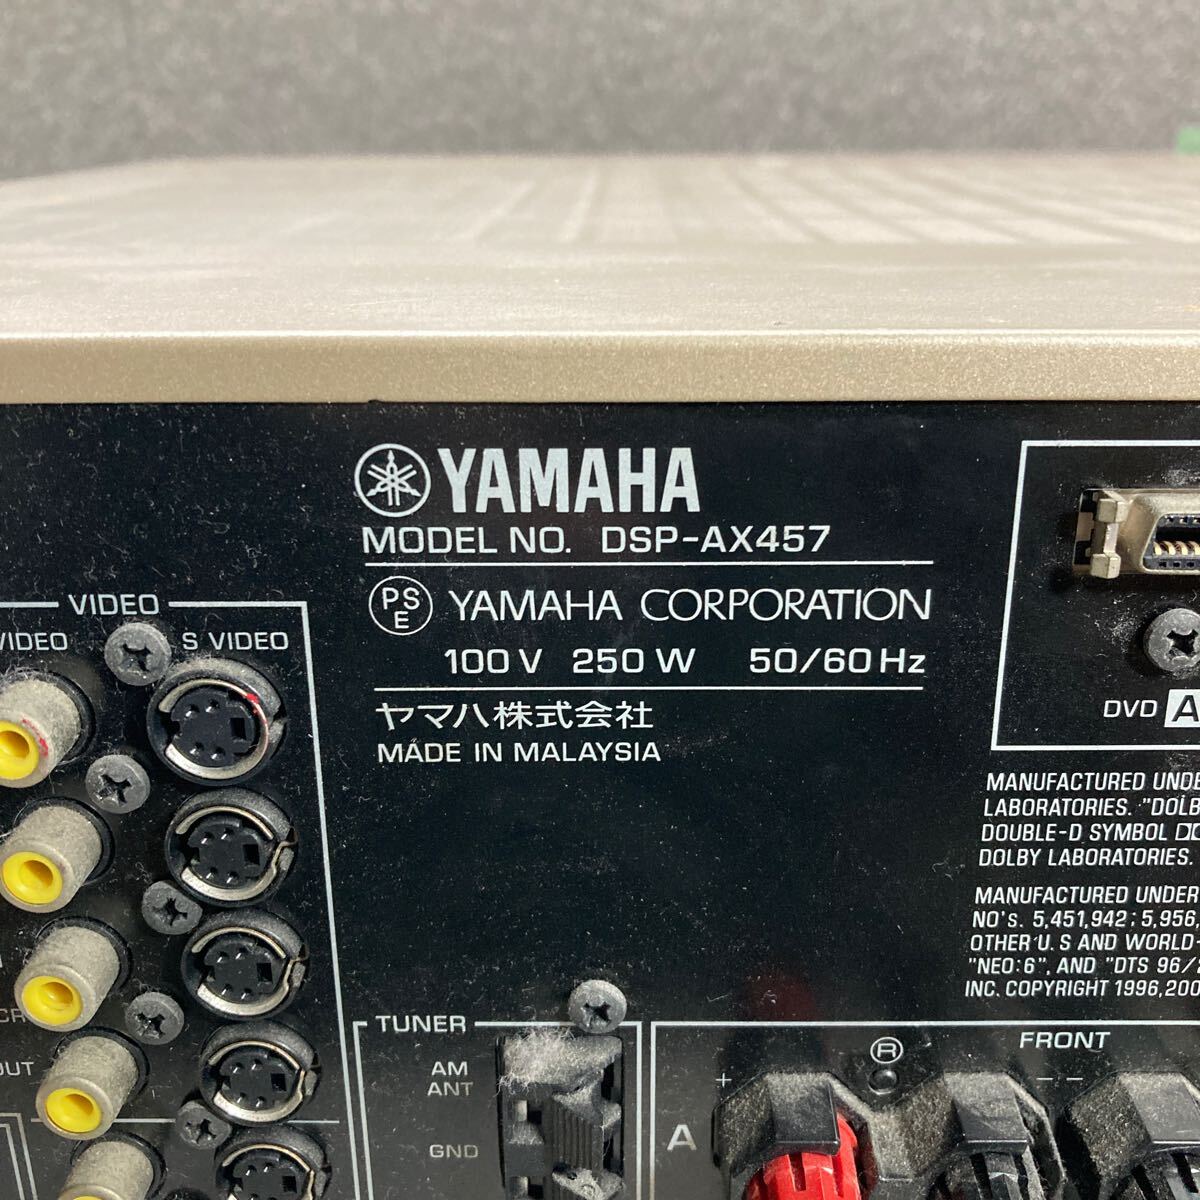 YAMAHA
MODEL NO. DSP-AX457
PSE YAMAHA CORPORATION
100 V 250 W 50/60 Hz
ヤマハ株式会社
MADE IN MALAYSIA
VIDEO
VIDEO S VIDEO
OUT
DVD A
MANUFACTURED UNDE
LABORATORIES. "DOLB
DOUBLE-D SYMBOL
DOLBY LABORATORIES.
MANUFACTURED UNDER
NO's. 5,451,942; 5,956,
OTHER U. S AND WORLD-
"NEO:6", AND "DTS 96/
INC. COPYRIGHT 1996,200
TUNER
AM
ANT
GND
FRONT
R
+ - -
A